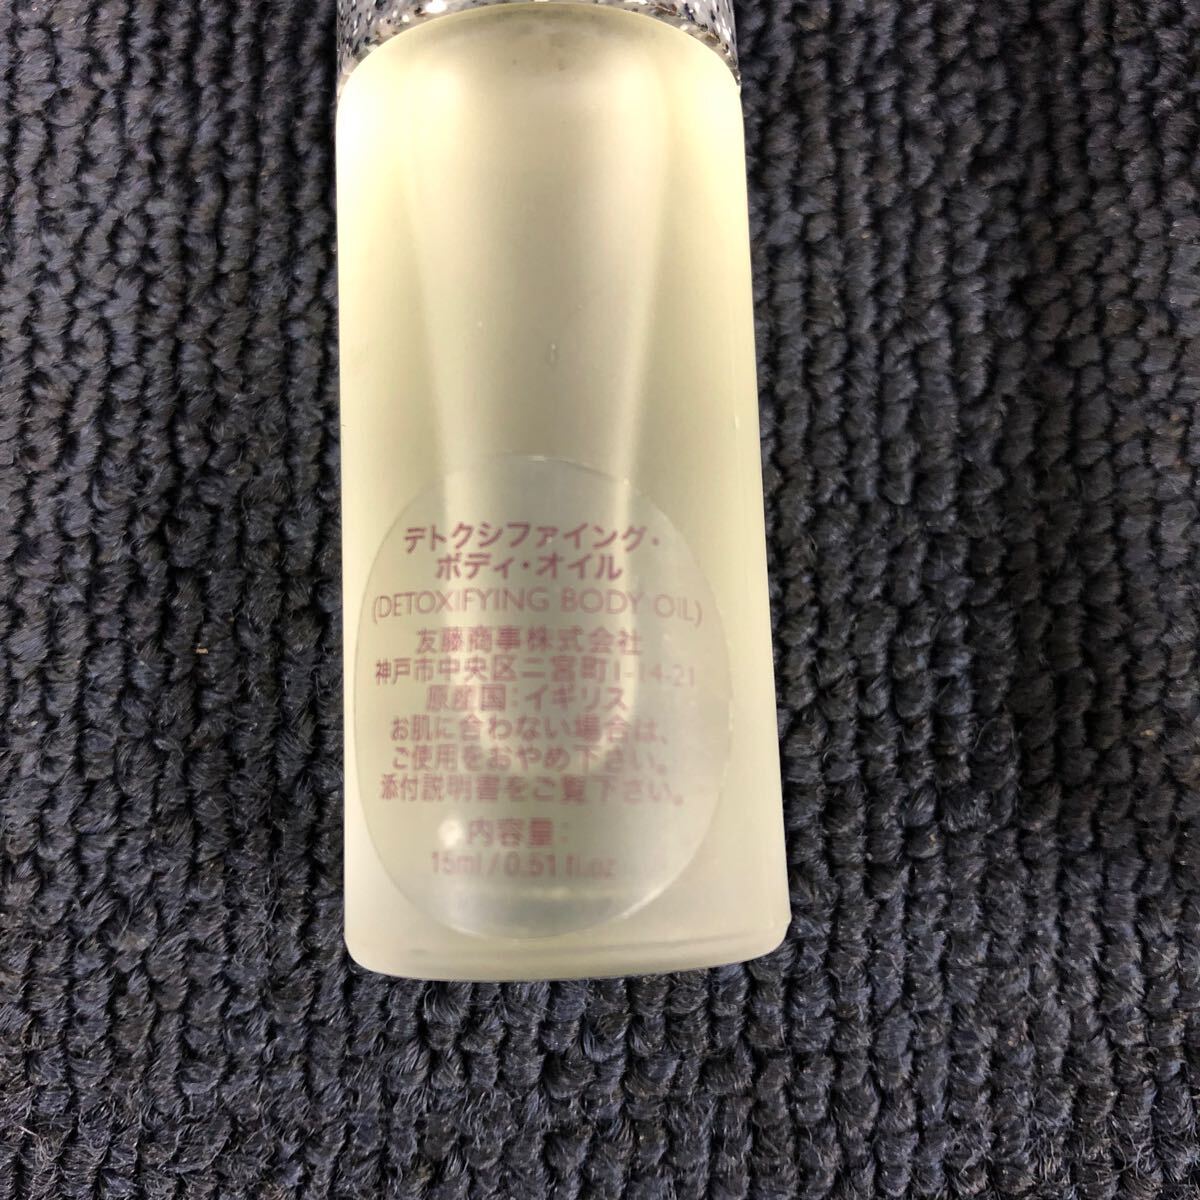 デトクシファイング・
ボディ・オイル
(DETOXIFYING BODY OIL)
友藤商事株式会社
神戸市中央区二宮町1-14-21
原産国：イギリス
お肌に合わない場合は、
ご使用をおやめ下さい。
添付説明書をご覧下さい。
内容量：
15ml / 0.51 fl.oz